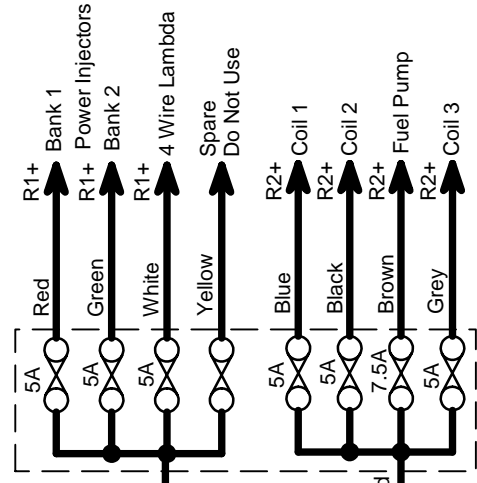 Bank 1
Power Injectors
Bank 2
4 Wire Lambda
Spare
Do Not Use
Coil 1
Coil 2
Fuel Pump
Coil 3
R1+
R1+
R1+
R2+
R2+
R2+
R2+
Red
Green
White
Yellow
Blue
Black
Brown
Grey
5A
5A
5A
5A
5A
7.5A
5A